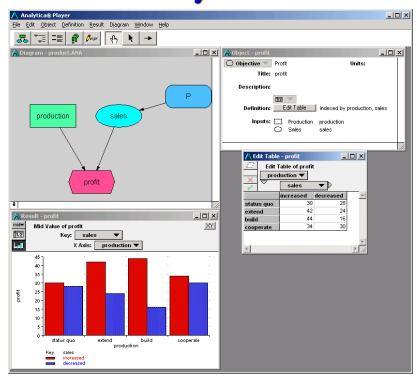 Analytica® Player
File Edit Object Definition Result Diagram Window Help
Diagram - product.ANA
production
sales
P
profit
Object - profit
Objective Profit Units:
Title: profit
Description:
Definition: Edit Table indexed by production, sales
Inputs: Production production
Sales sales
Edit Table - profit
Edit Table of profit
production
sales
increased decreased
status quo 30 28
extend 42 24
build 44 16
cooperate 34 30
Result - profit
Mid Value of profit XY
Key: sales
X Axis: production
45
40
35
30
25
20
15
10
5
0
profit
status quo extend build cooperate
production
Key sales
increased
decreased